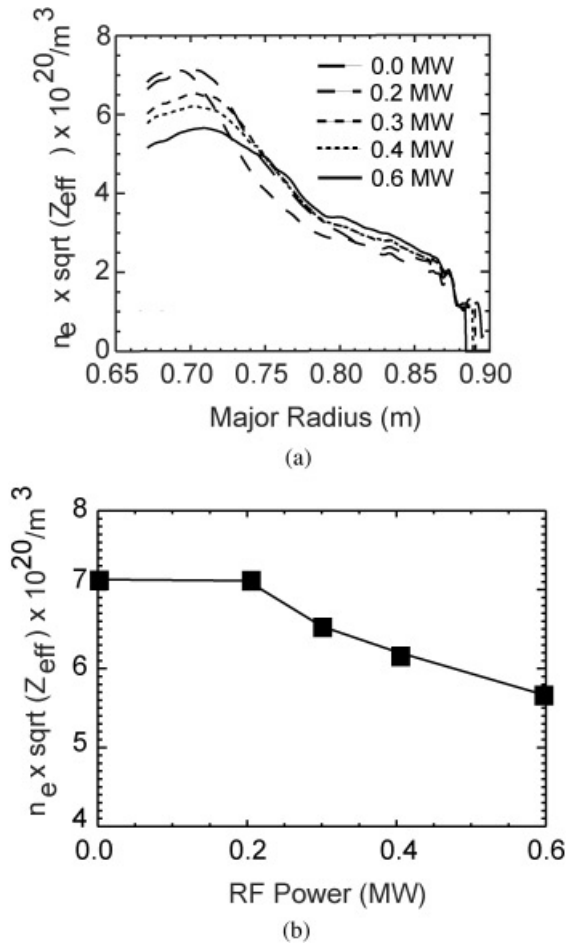 n_e x sqrt (Z_eff ) x 10^20/m^3
8
6
4
2
0
0.0 MW
0.2 MW
0.3 MW
0.4 MW
0.6 MW
0.65 0.70 0.75 0.80 0.85 0.90
Major Radius (m)
(a)
n_e x sqrt (Z_eff ) x 10^20/m^3
8
7
6
5
4
0.0 0.2 0.4 0.6
RF Power (MW)
(b)